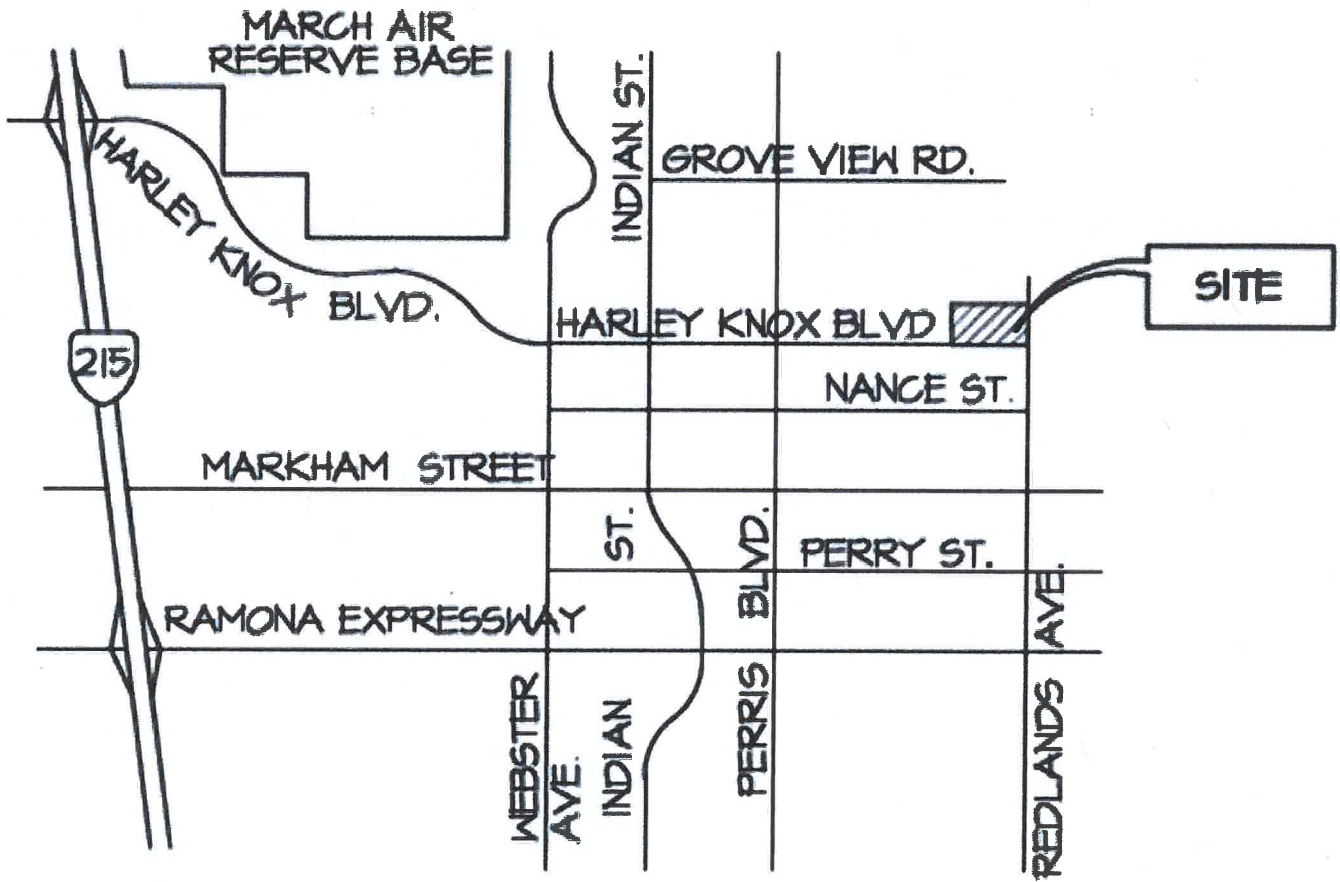 MARCH AIR
RESERVE BASE
INDIAN ST.
GROVE VIEW RD.
HARLEY KNOX BLVD.
SITE
HARLEY KNOX BLVD
215
NANCE ST.
MARKHAM STREET
ST.
BLVD.
PERRY ST.
RAMONA EXPRESSWAY
AVE.
WEBSTER
AVE.
INDIAN
PERRIS
REDLANDS